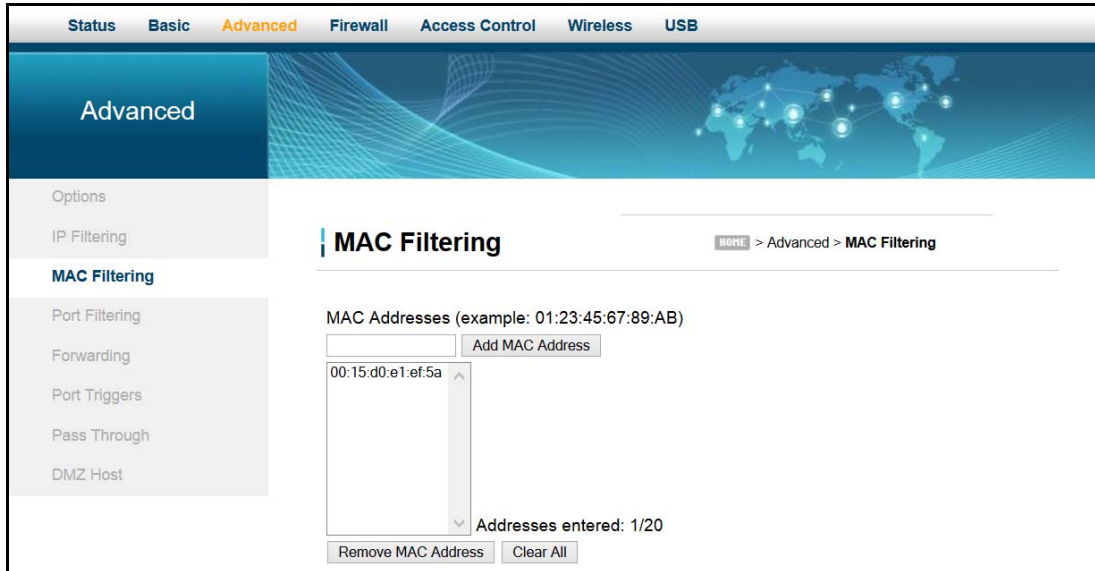 Status Basic Advanced Firewall Access Control Wireless USB
Advanced
Options
IP Filtering
MAC Filtering
Port Filtering
Forwarding
Port Triggers
Pass Through
DMZ Host
MAC Filtering
HOME > Advanced > MAC Filtering
MAC Addresses (example: 01:23:45:67:89:AB)
Add MAC Address
00:15:d0:e1:ef:5a
Addresses entered: 1/20
Remove MAC Address Clear All